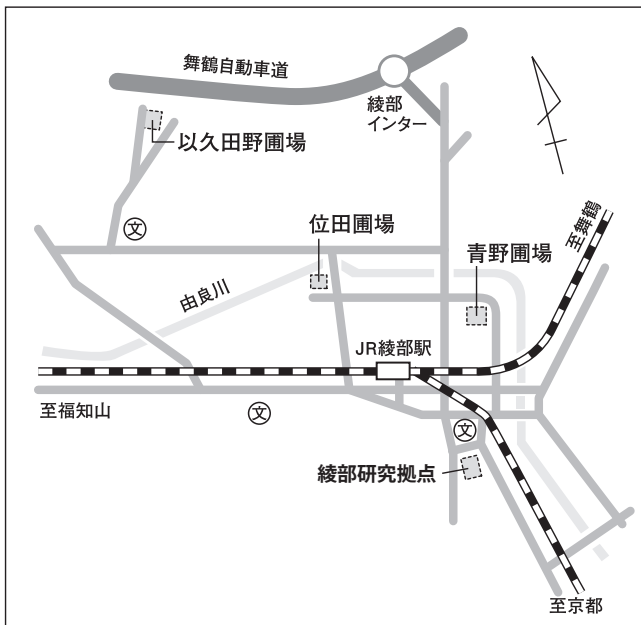 舞鶴自動車道
綾部
インター
以久田野圃場
文
位田圃場
青野圃場
至舞鶴
由良川
JR綾部駅
至福知山
文
文
綾部研究拠点
至京都